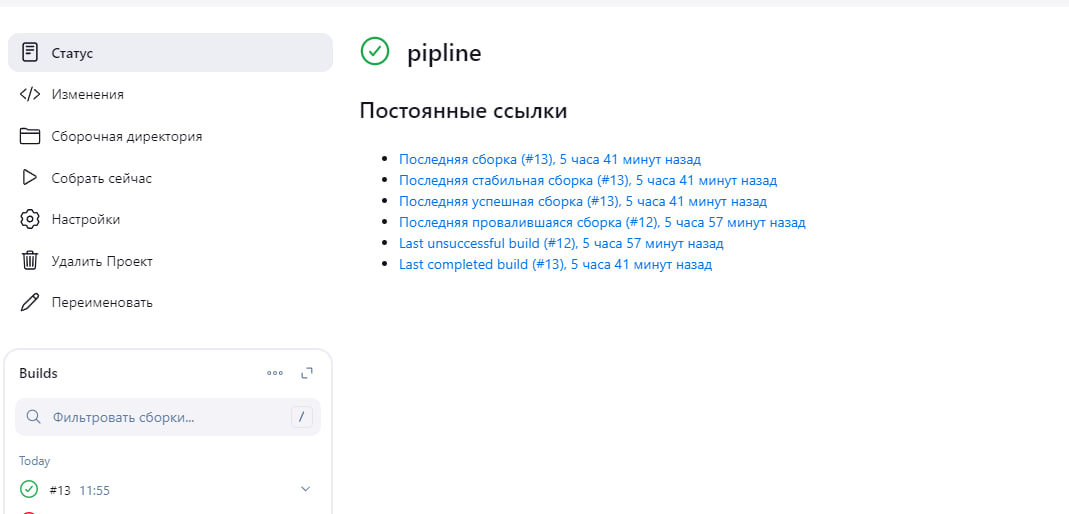 Статус
Изменения
Сборочная директория
Собрать сейчас
Настройки
Удалить Проект
Переименовать
Builds
Фильтровать сборки...
/
Today
#13 11:55
pipline
Постоянные ссылки
Последняя сборка (#13), 5 часа 41 минут назад
Последняя стабильная сборка (#13), 5 часа 41 минут назад
Последняя успешная сборка (#13), 5 часа 41 минут назад
Последняя провалившаяся сборка (#12), 5 часа 57 минут назад
Last unsuccessful build (#12), 5 часа 57 минут назад
Last completed build (#13), 5 часа 41 минут назад